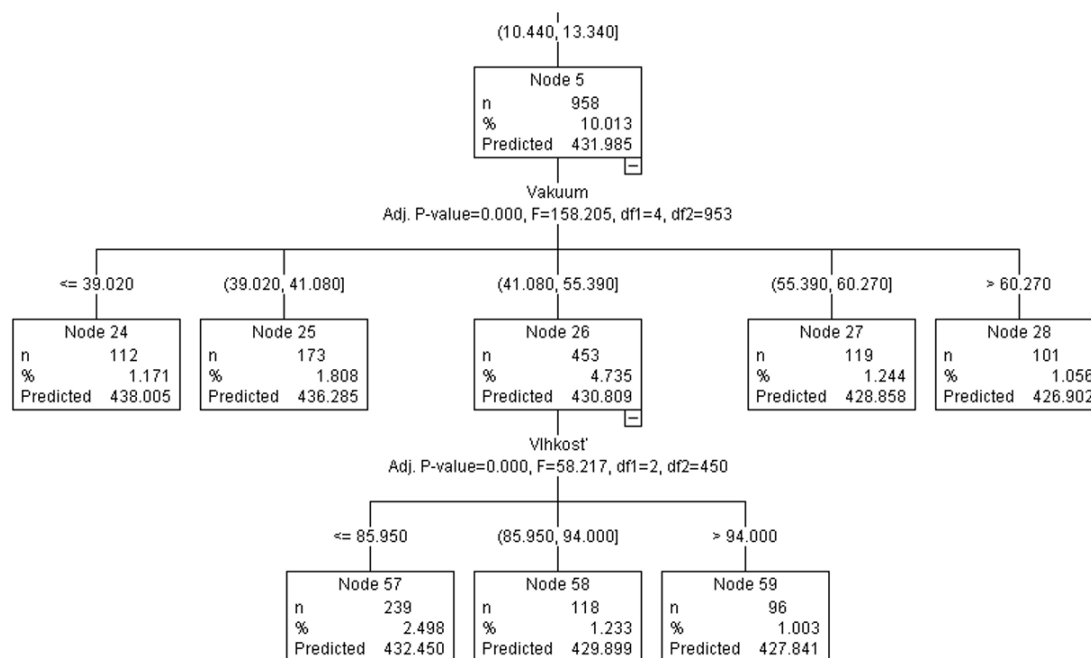 (10.440, 13.340]
Node 5
n 958
% 10.013
Predicted 431.985
Vakuum
Adj. P-value=0.000, F=158.205, df1=4, df2=953
<= 39.020
(39.020, 41.080]
(41.080, 55.390]
(55.390, 60.270]
> 60.270
Node 24
n 112
% 1.171
Predicted 438.005
Node 25
n 173
% 1.808
Predicted 436.285
Node 26
n 453
% 4.735
Predicted 430.809
Node 27
n 119
% 1.244
Predicted 428.858
Node 28
n 101
% 1.056
Predicted 426.902
Vlhkosť
Adj. P-value=0.000, F=58.217, df1=2, df2=450
<= 85.950
(85.950, 94.000]
> 94.000
Node 57
n 239
% 2.498
Predicted 432.450
Node 58
n 118
% 1.233
Predicted 429.899
Node 59
n 96
% 1.003
Predicted 427.841